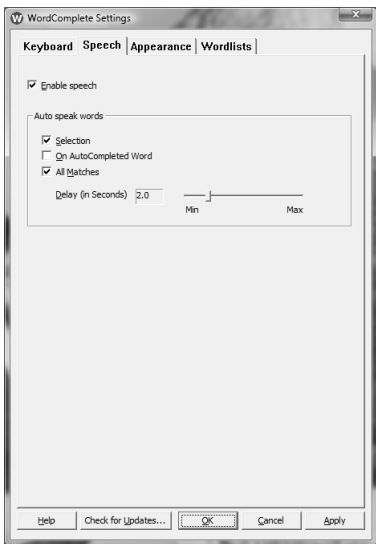 W WordComplete Settings x
Keyboard Speech Appearance Wordlists
Enable speech
Auto speak words
Selection
On AutoCompleted Word
All Matches
Delay (in Seconds) 2.0
Min Max
Help Check for Updates... OK Cancel Apply